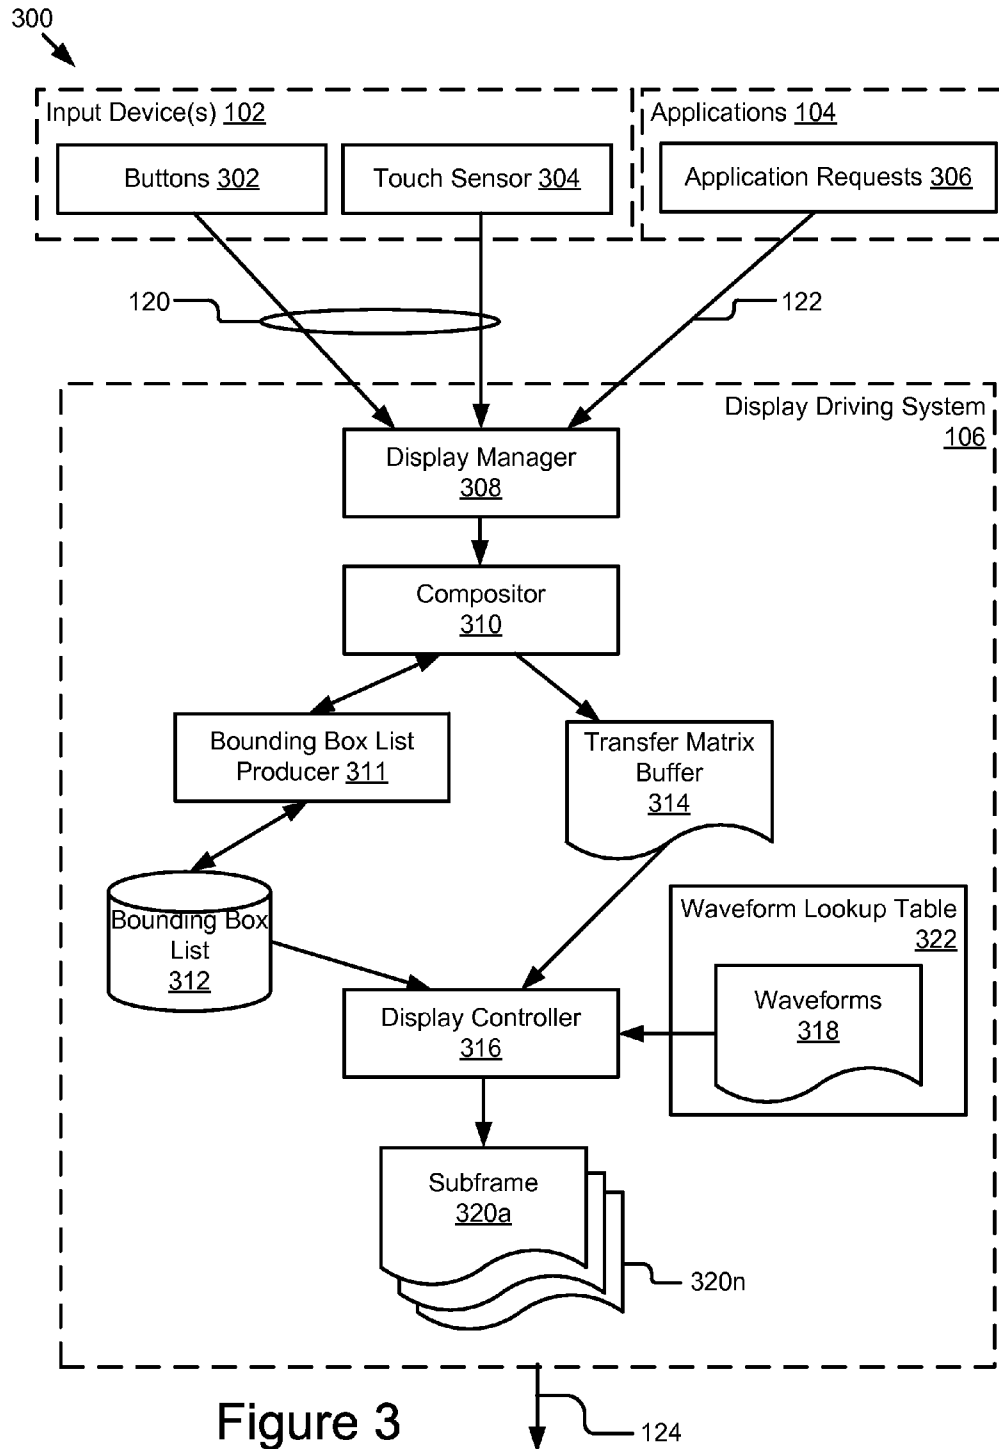 300
Input Device(s) 102
Applications 104
Buttons 302
Touch Sensor 304
Application Requests 306
120
122
Display Driving System
106
Display Manager
308
Compositor
310
Bounding Box List
Producer 311
Transfer Matrix
Buffer
314
Bounding Box
List
312
Waveform Lookup Table
322
Waveforms
318
Display Controller
316
Subframe
320a
320n
Figure 3
124